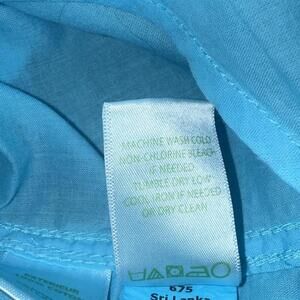 MACHINE WASH COLD
NON-CHLORINE BLEACH
IF NEEDED
TUMBLE DRY LOW
COOL IRON IF NEEDED
OR DRY CLEAN
675
Sri Lanka
EXTERIEUR